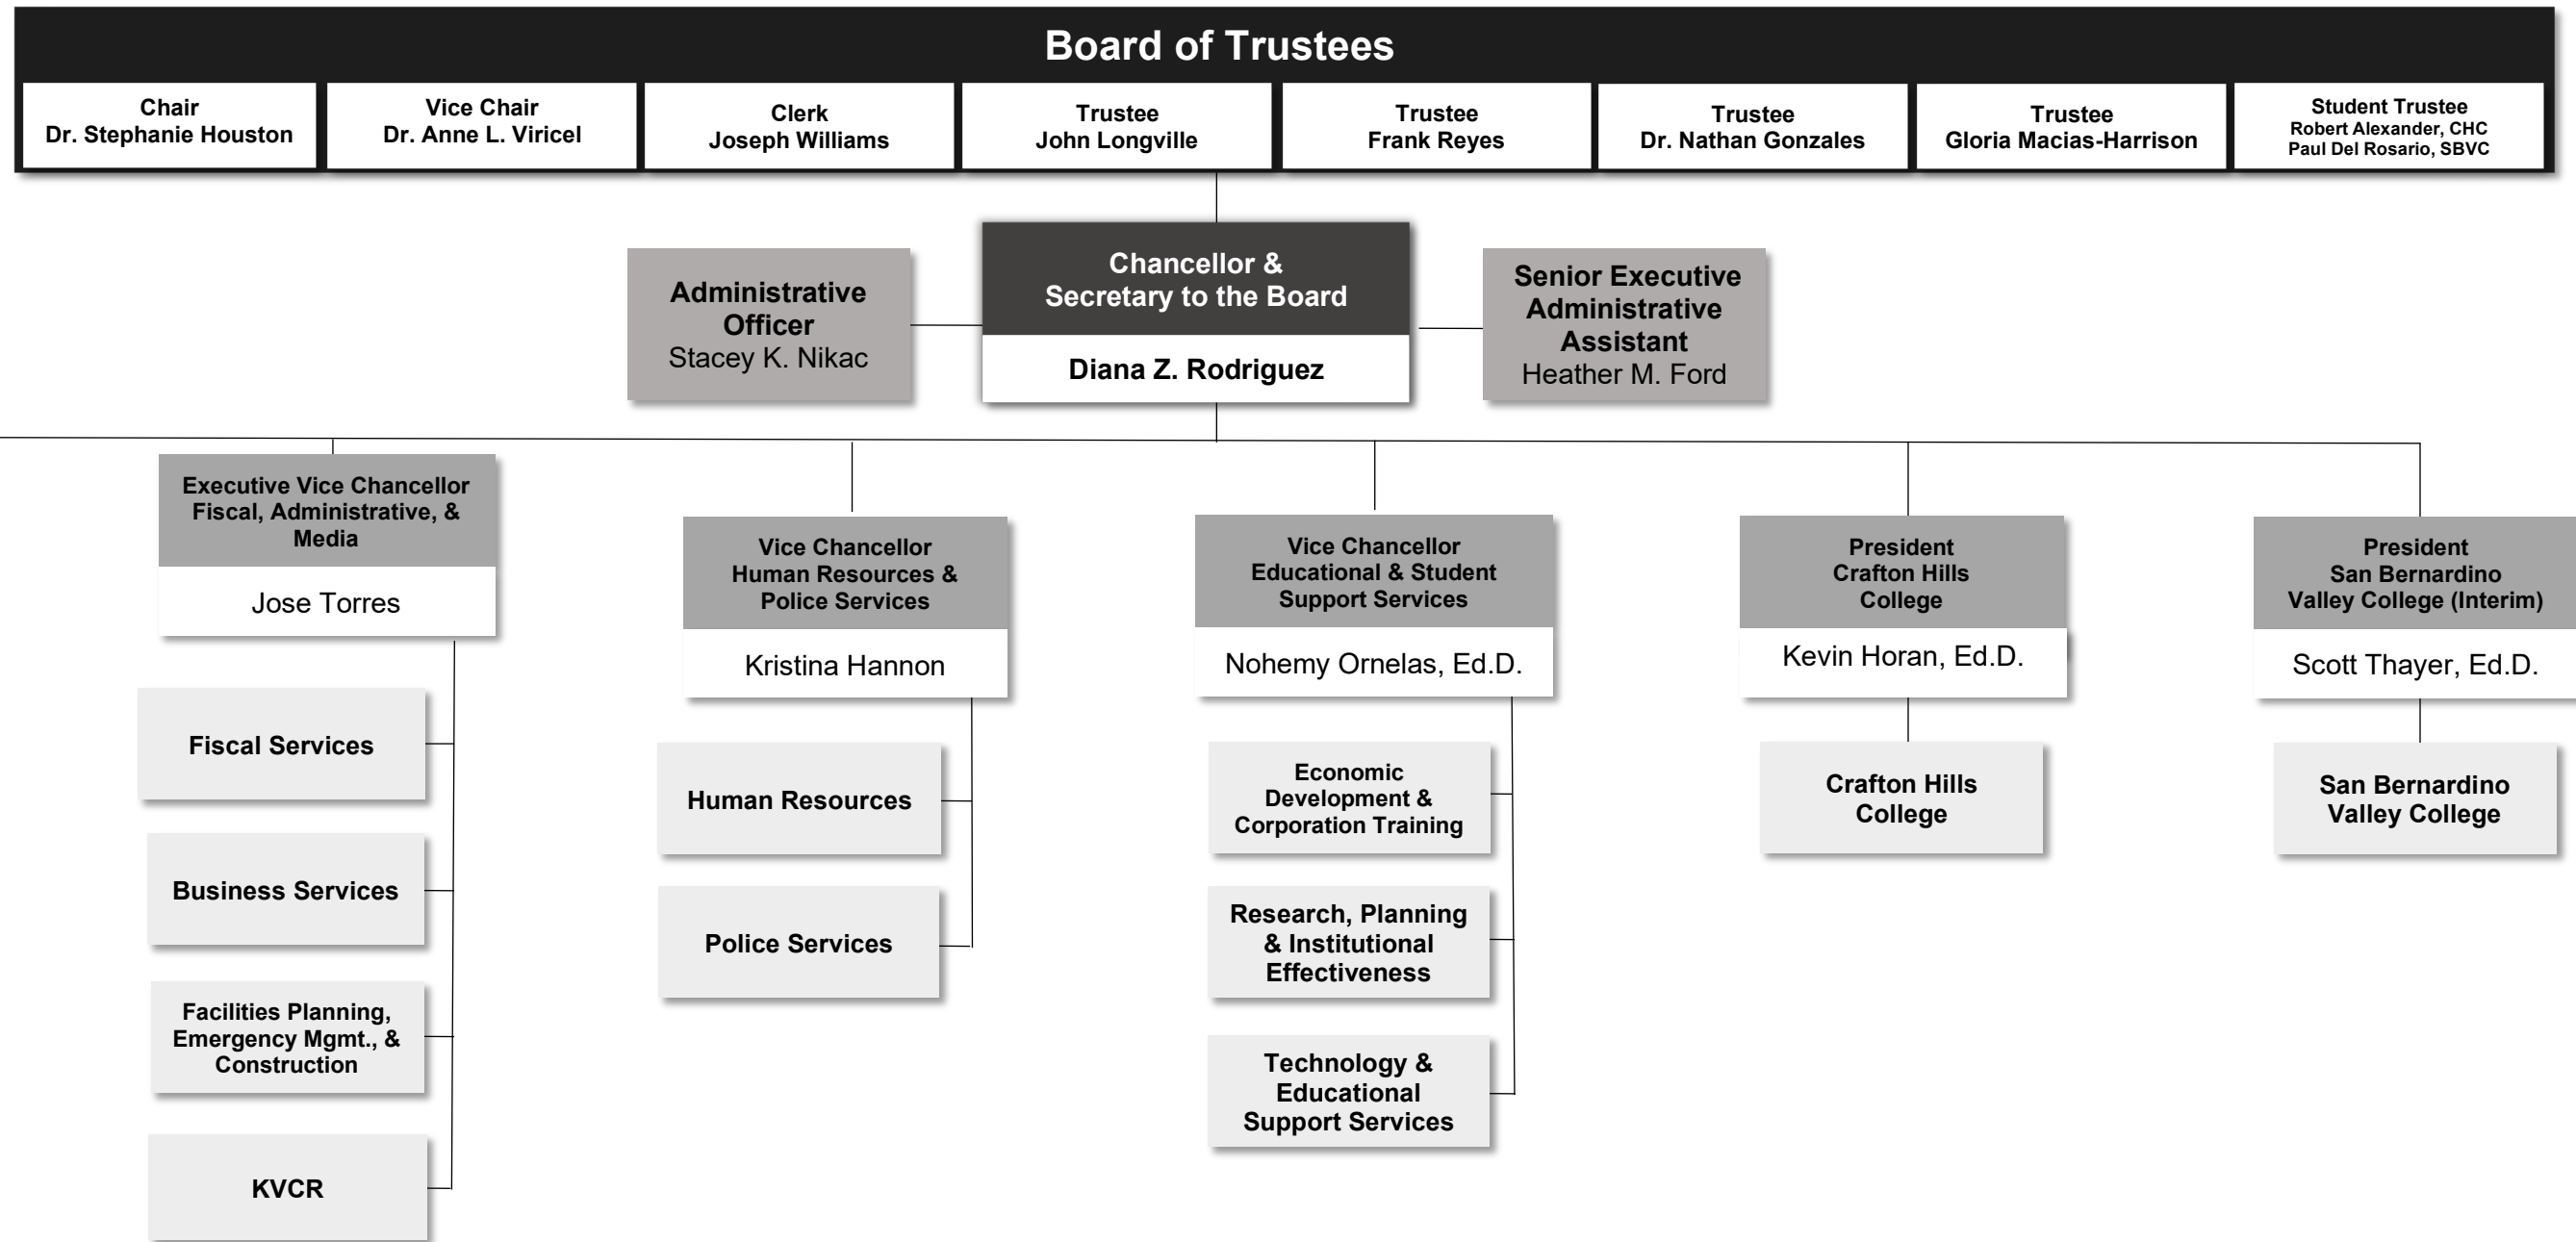 Board of Trustees
Chair
Dr. Stephanie Houston
Vice Chair
Dr. Anne L. Viricel
Clerk
Joseph Williams
Trustee
John Longville
Trustee
Frank Reyes
Trustee
Dr. Nathan Gonzales
Trustee
Gloria Macias-Harrison
Student Trustee
Robert Alexander, CHC
Paul Del Rosario, SBVC
Administrative
Officer
Stacey K. Nikac
Chancellor &
Secretary to the Board
Diana Z. Rodriguez
Senior Executive
Administrative
Assistant
Heather M. Ford
Executive Vice Chancellor
Fiscal, Administrative, &
Media
Jose Torres
Fiscal Services
Business Services
Facilities Planning,
Emergency Mgmt., &
Construction
KVCR
Vice Chancellor
Human Resources &
Police Services
Kristina Hannon
Human Resources
Police Services
Vice Chancellor
Educational & Student
Support Services
Nohemy Ornelas, Ed.D.
Economic
Development &
Corporation Training
Research, Planning
& Institutional
Effectiveness
Technology &
Educational
Support Services
President
Crafton Hills
College
Kevin Horan, Ed.D.
Crafton Hills
College
President
San Bernardino
Valley College (Interim)
Scott Thayer, Ed.D.
San Bernardino
Valley College